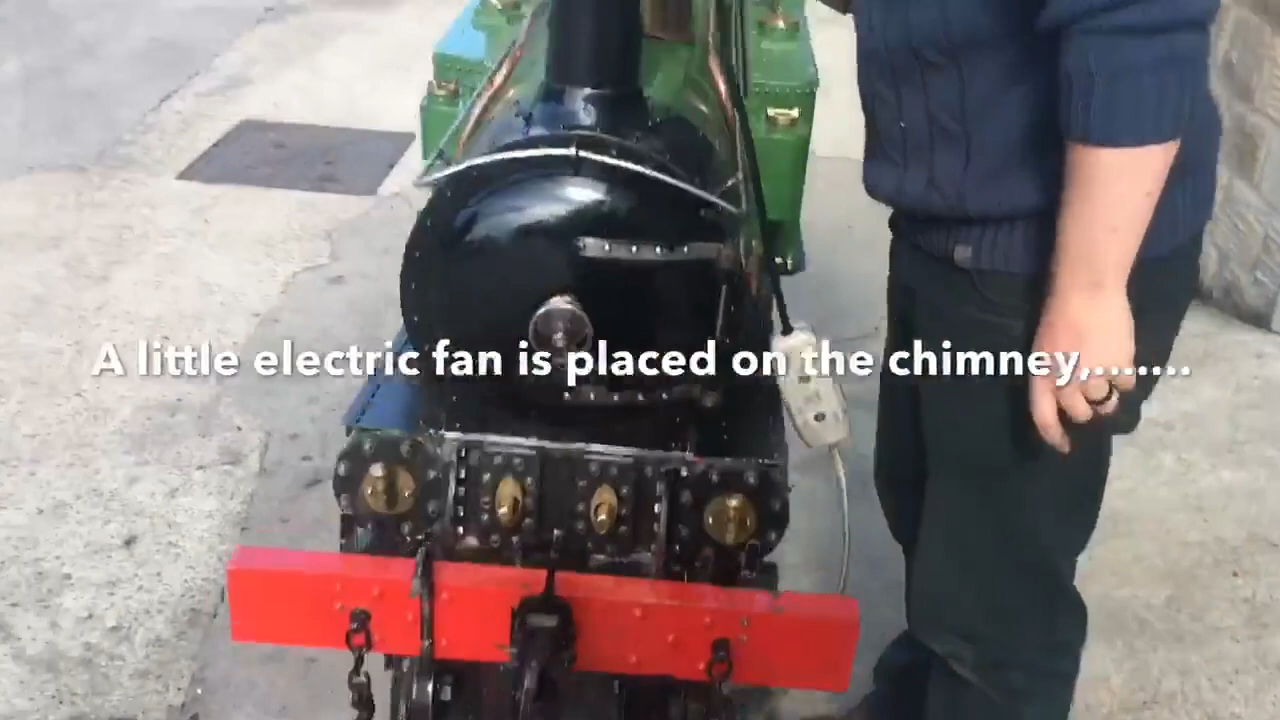 A little electric fan is placed on the chimney,.......